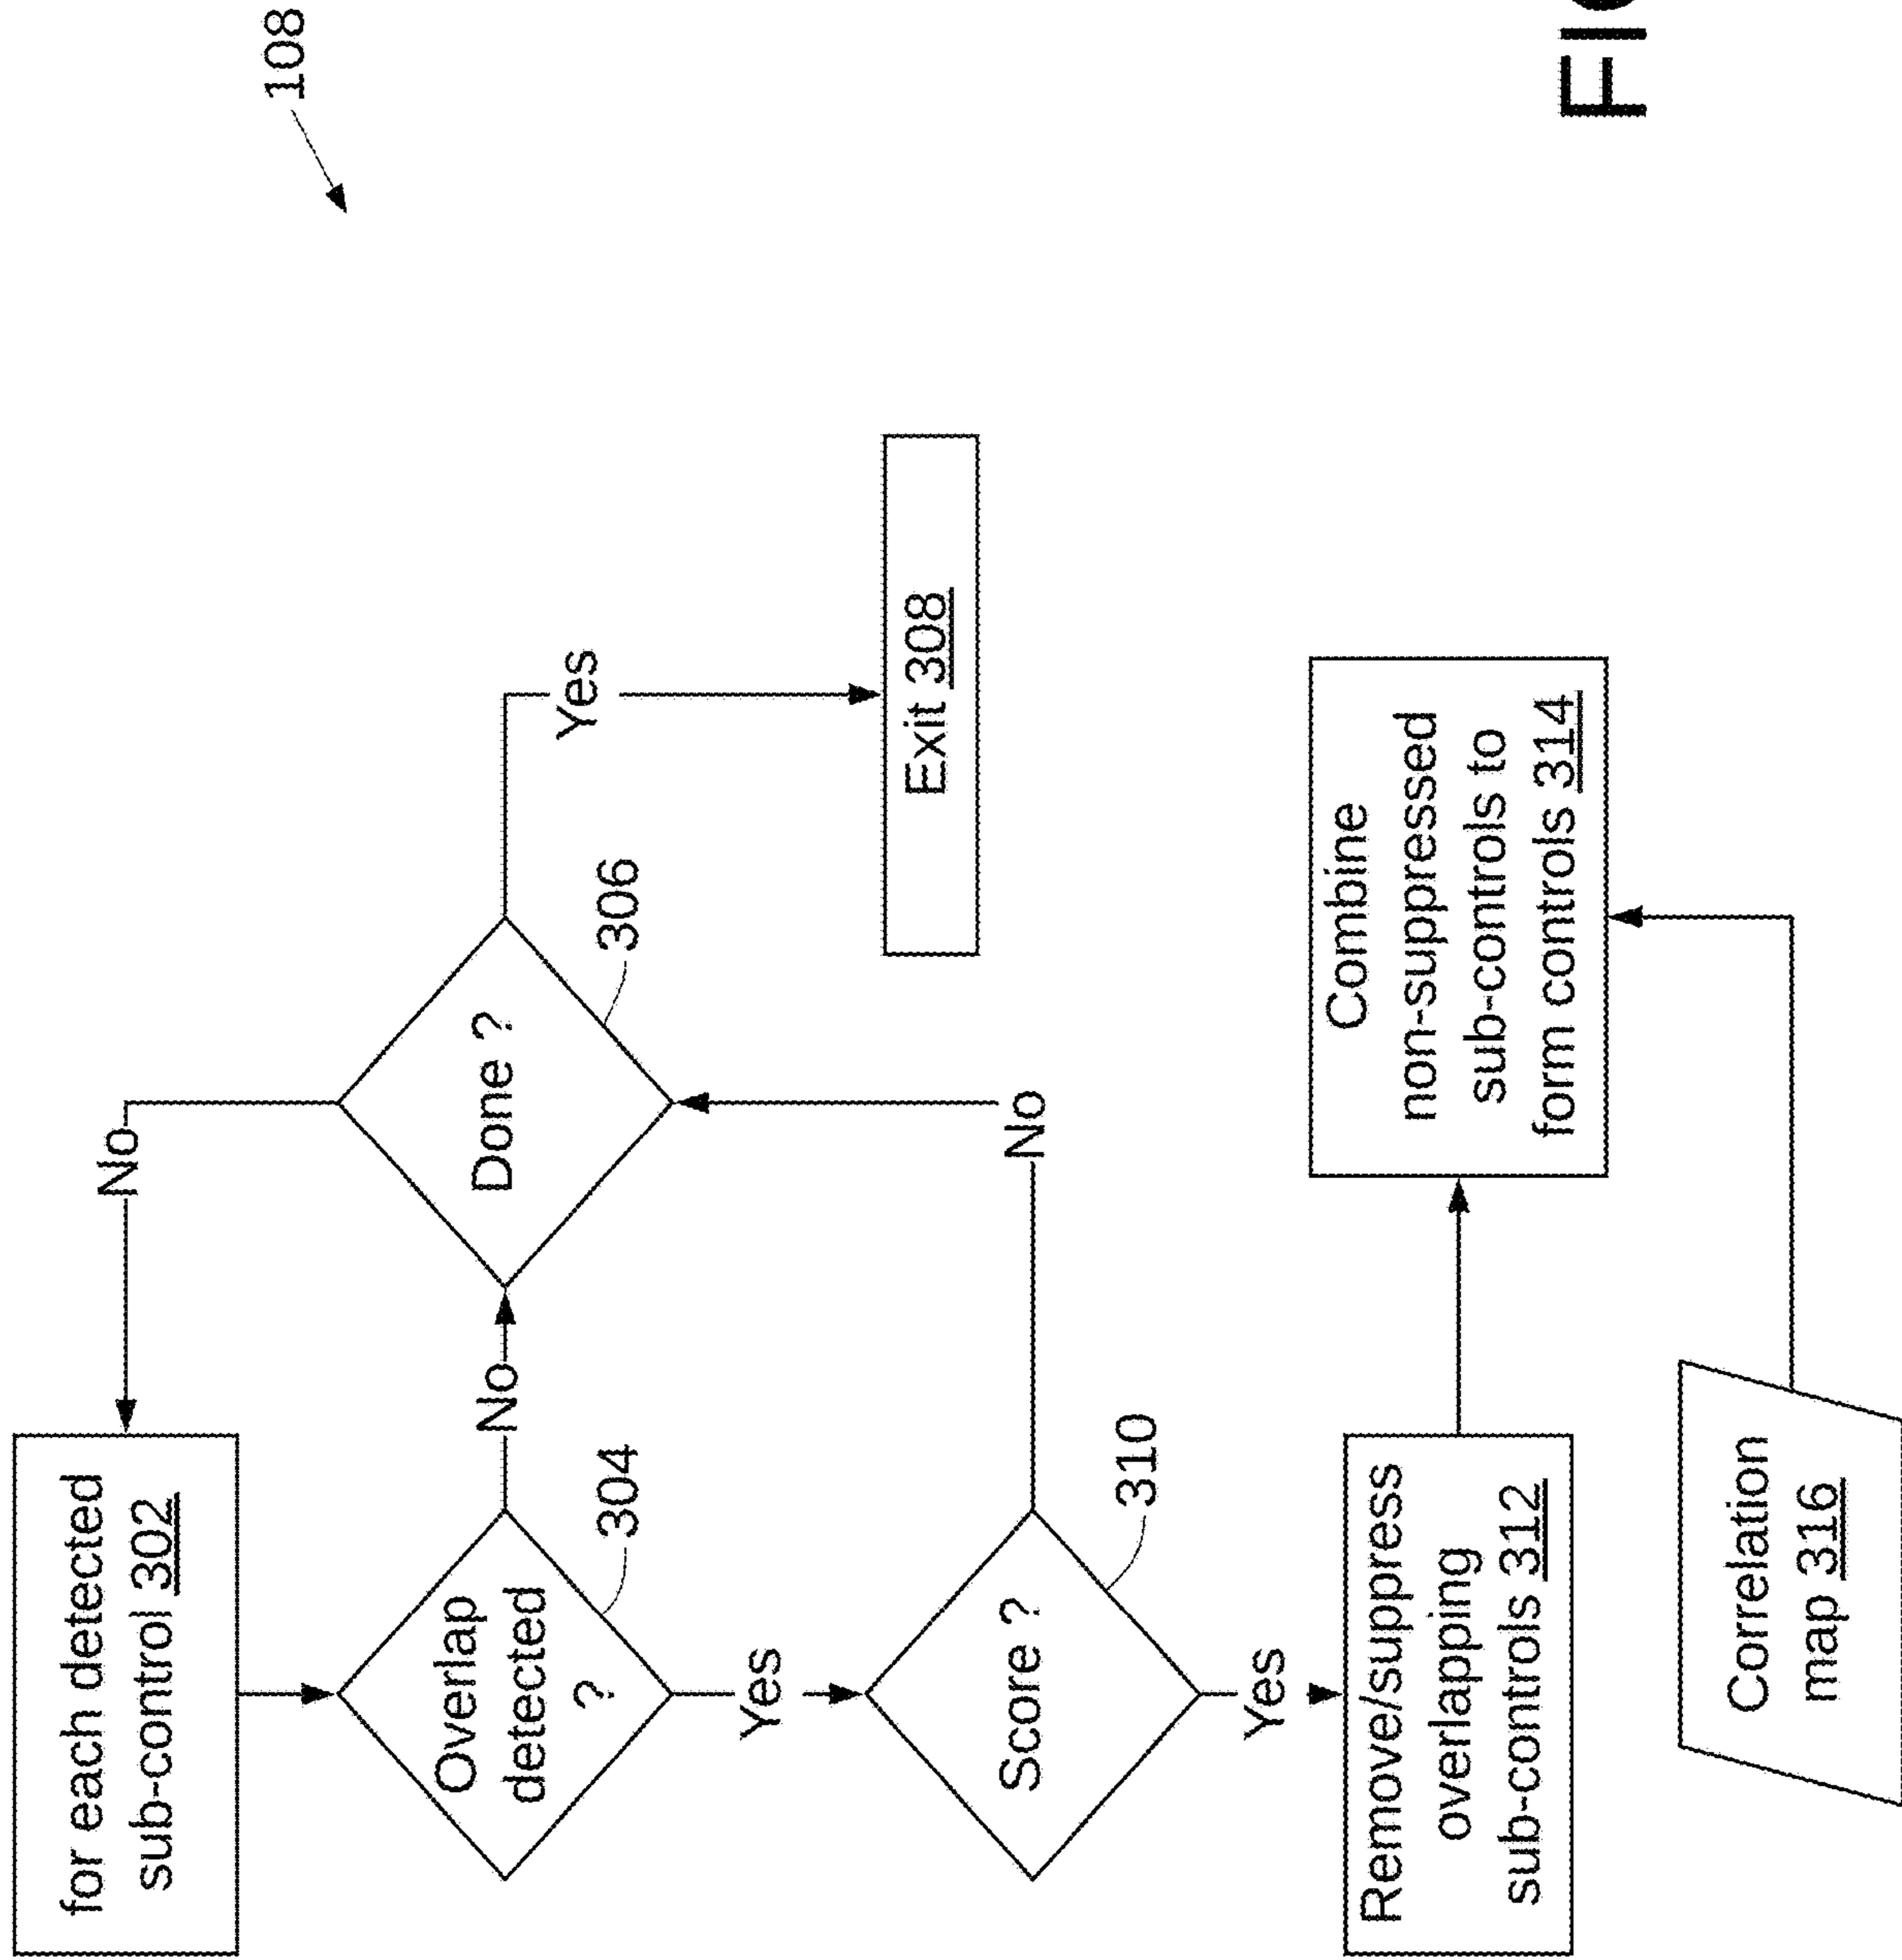 108
for each detected
sub-control 302
No
Overlap
detected
?
304
No
Done ?
306
Yes
Exit 308
Yes
Score ?
310
No
Yes
Remove/suppress
overlapping
sub-controls 312
Combine
non-suppressed
sub-controls to
form controls 314
Correlation
map 316